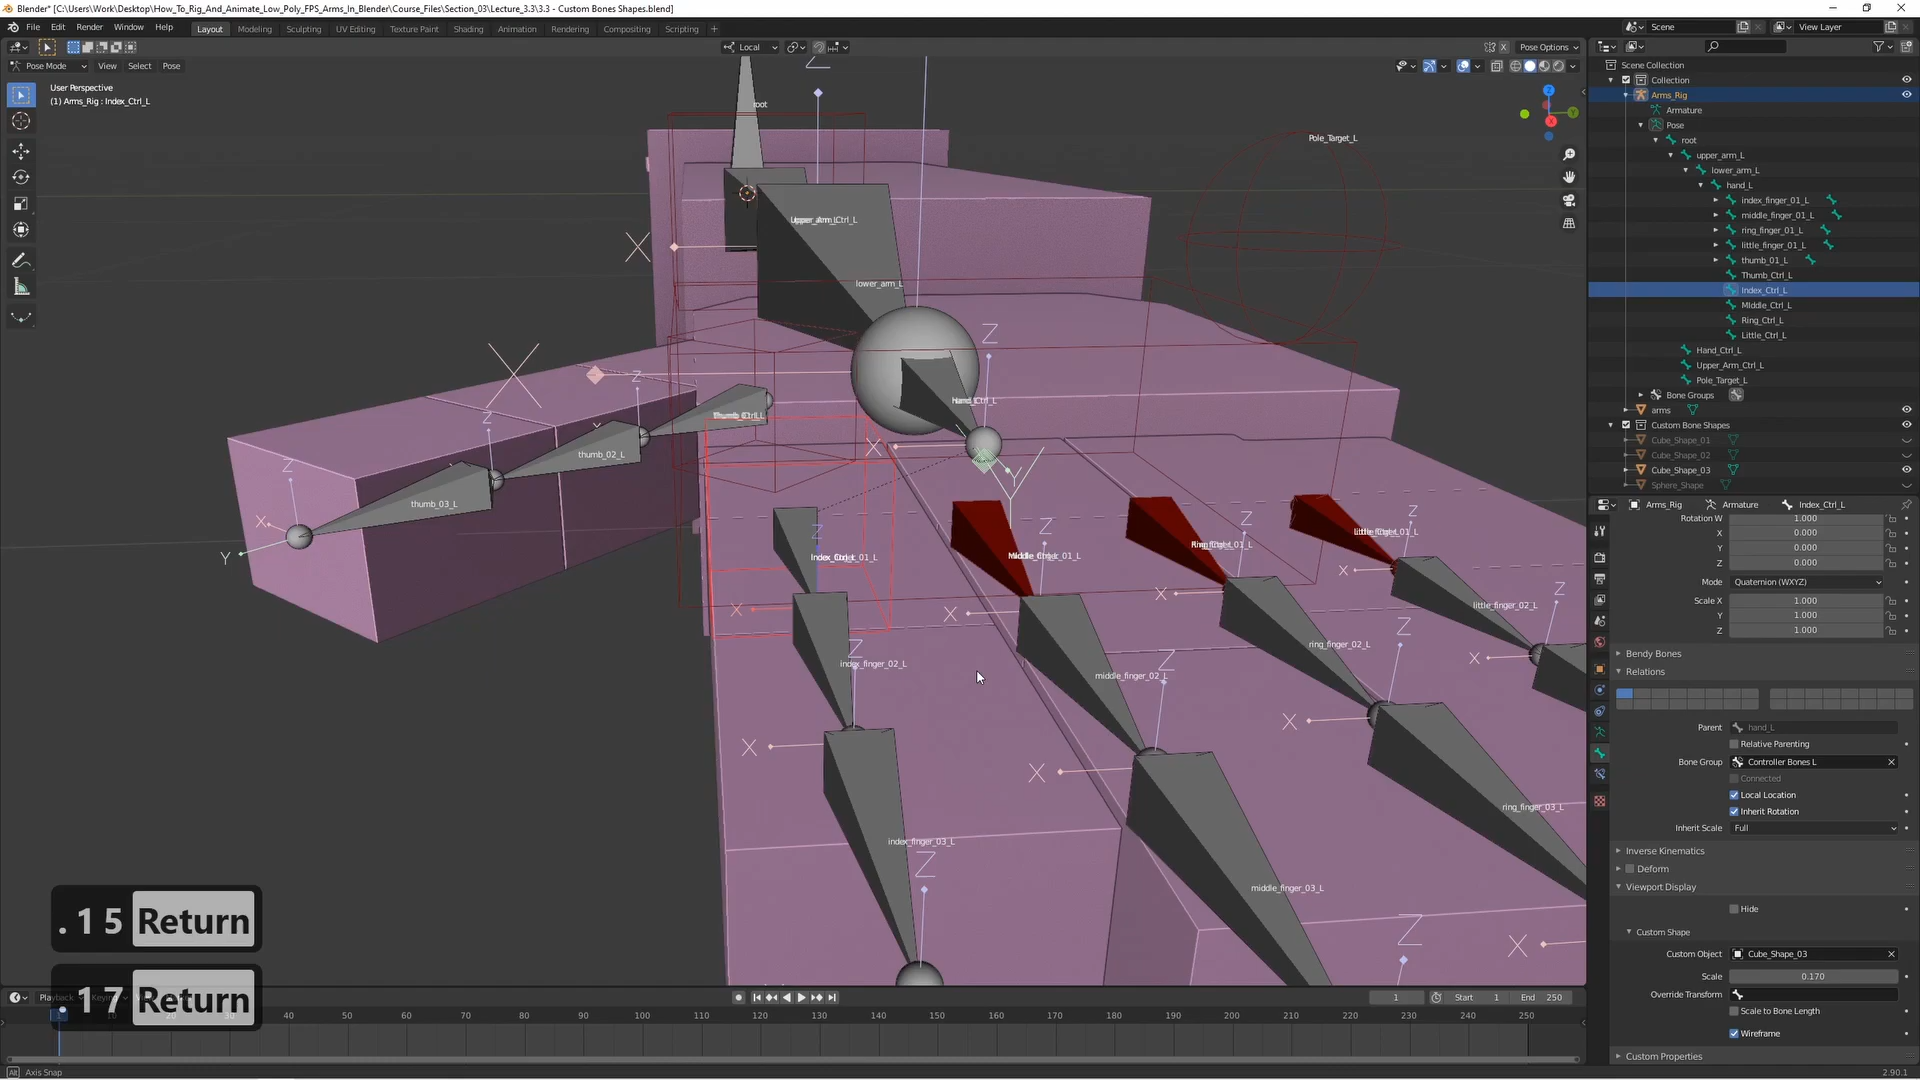 Blender* [C:\Users\Work\Desktop\How_To_Rig_And_Animate_Low_Poly_FPS_Arms_In_Blender\Course_Files\Section_03\Lecture_3.3\3.3 - Custom Bones Shapes.blend]
File Edit Render Window Help
Layout Modeling Sculpting UV Editing Texture Paint Shading Animation Rendering Compositing Scripting +
Scene
View Layer
Local
X Pose Options
Pose Mode View Select Pose
User Perspective
(1) Arms_Rig : Index_Ctrl_L
root
Pole_Target_L
Upper_Arm_Ctrl_L
lower_arm_L
Hand_Ctrl_L
Thumb_Ctrl_L
thumb_02_L
thumb_03_L
Middle_finger_01_L
little_finger_02_L
ring_finger_02_L
index_finger_02_L
middle_finger_02_L
ring_finger_03_L
index_finger_03_L
middle_finger_03_L
Scene Collection
Collection
Arms_Rig
Armature
Pose
root
upper_arm_L
lower_arm_L
hand_L
index_finger_01_L
middle_finger_01_L
ring_finger_01_L
little_finger_01_L
thumb_01_L
Thumb_Ctrl_L
Index_Ctrl_L
MIddle_Ctrl_L
Ring_Ctrl_L
Little_Ctrl_L
Hand_Ctrl_L
Upper_Arm_Ctrl_L
Pole_Target_L
Bone Groups
arms
Custom Bone Shapes
Cube_Shape_01
Cube_Shape_02
Cube_Shape_03
Sphere_Shape
Arms_Rig Armature Index_Ctrl_L
Rotation W 1.000
X 0.000
Y 0.000
Z 0.000
Mode Quaternion (WXYZ)
Scale X 1.000
Y 1.000
Z 1.000
Bendy Bones
Relations
Parent hand_L
Relative Parenting
Bone Group Controller Bones L
Connected
Local Location
Inherit Rotation
Inherit Scale Full
Inverse Kinematics
Deform
Viewport Display
Hide
Custom Shape
Custom Object Cube_Shape_03
Scale 0.170
Override Transform
Scale to Bone Length
Wireframe
Custom Properties
.15 Return
.17 Return
Playback
1 Start 1 End 250
1 40 50 60 70 80 90 100 110 120 130 140 150 160 170 180 190 200 210 220 230 240 250
Alt Axis Snap
2.90.1